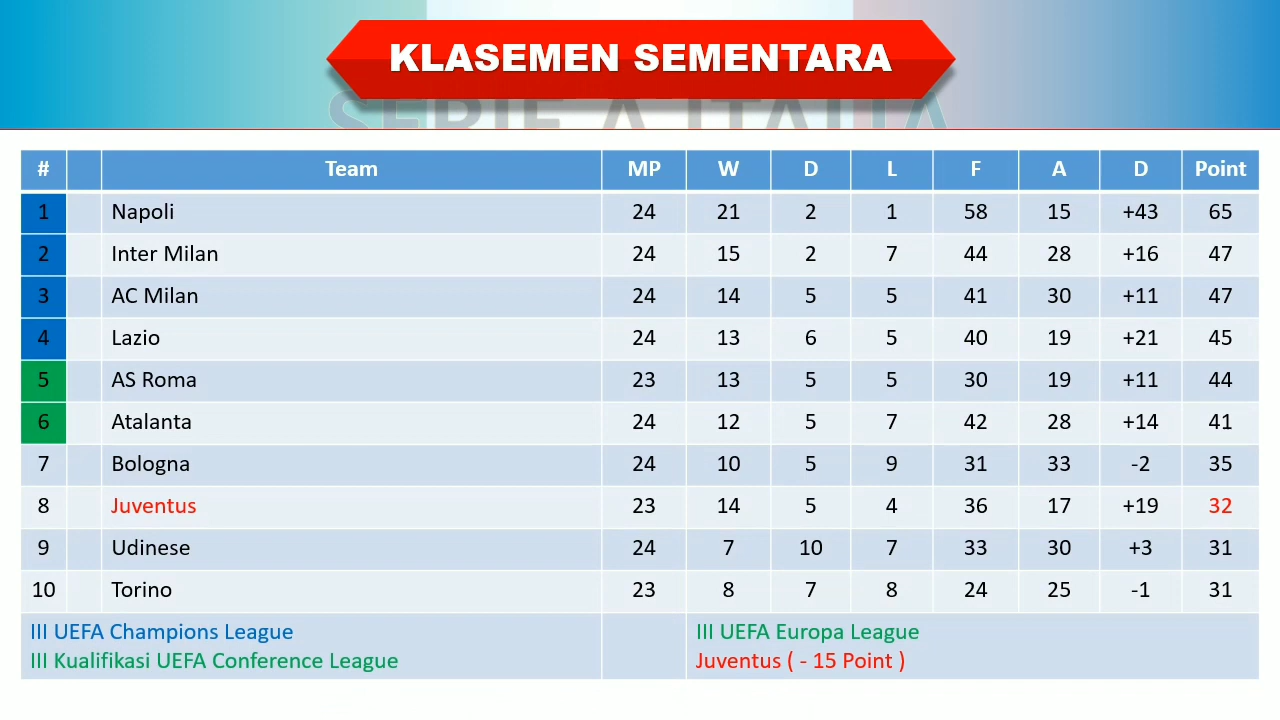 KLASEMEN SEMENTARA
SERIE A ITALIA
# Team MP W D L F A D Point
1 Napoli 24 21 2 1 58 15 +43 65
2 Inter Milan 24 15 2 7 44 28 +16 47
3 AC Milan 24 14 5 5 41 30 +11 47
4 Lazio 24 13 6 5 40 19 +21 45
5 AS Roma 23 13 5 5 30 19 +11 44
6 Atalanta 24 12 5 7 42 28 +14 41
7 Bologna 24 10 5 9 31 33 -2 35
8 Juventus 23 14 5 4 36 17 +19 32
9 Udinese 24 7 10 7 33 30 +3 31
10 Torino 23 8 7 8 24 25 -1 31
III UEFA Champions League III UEFA Europa League
III Kualifikasi UEFA Conference League Juventus ( - 15 Point )